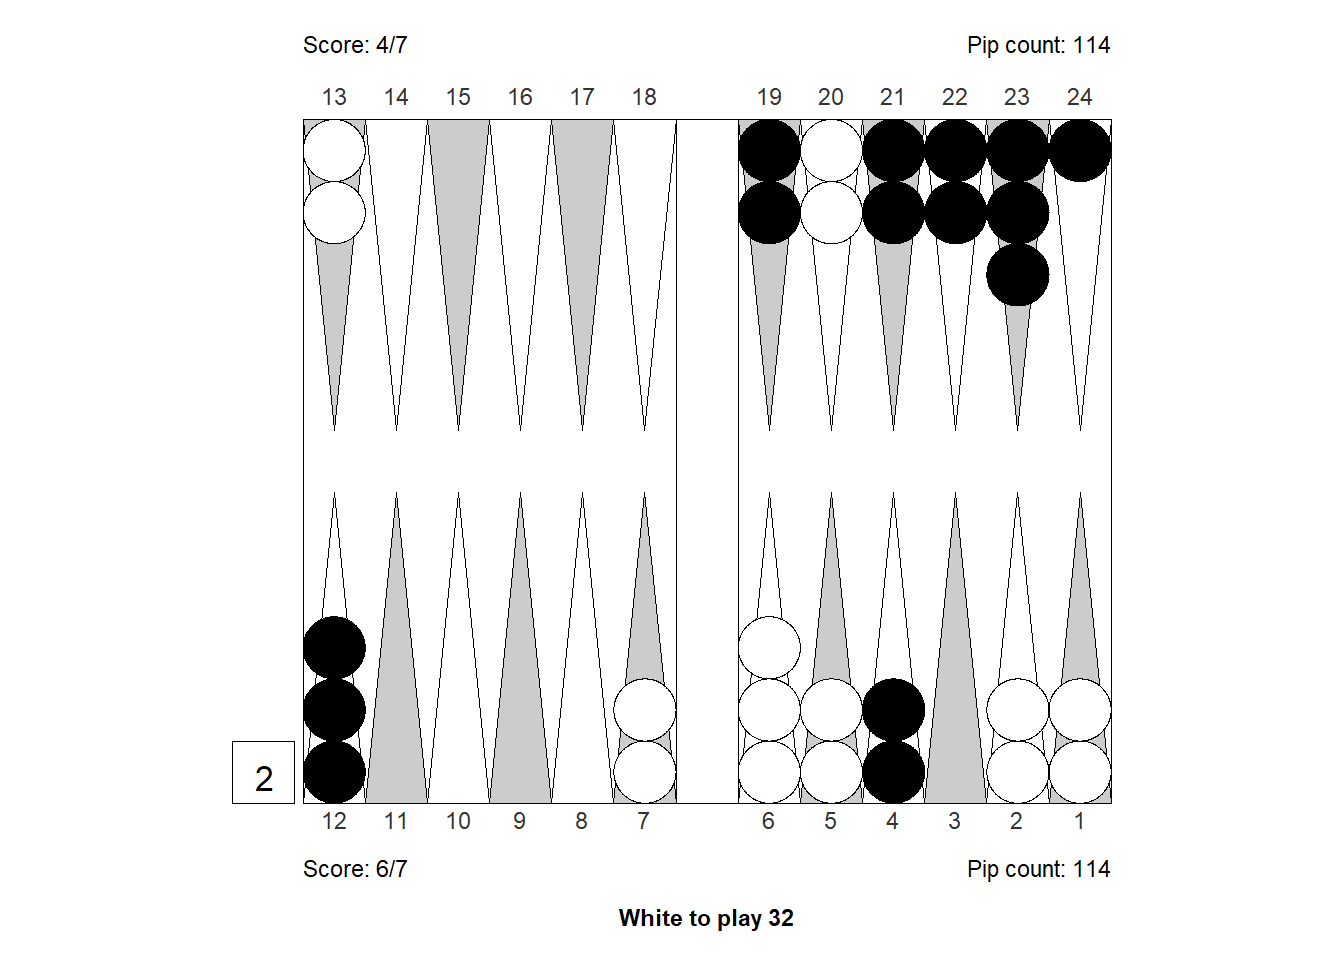 Score: 4/7 Pip count: 114
13 14 15 16 17 18 19 20 21 22 23 24
2
12 11 10 9 8 7 6 5 4 3 2 1
Score: 6/7 Pip count: 114
White to play 32